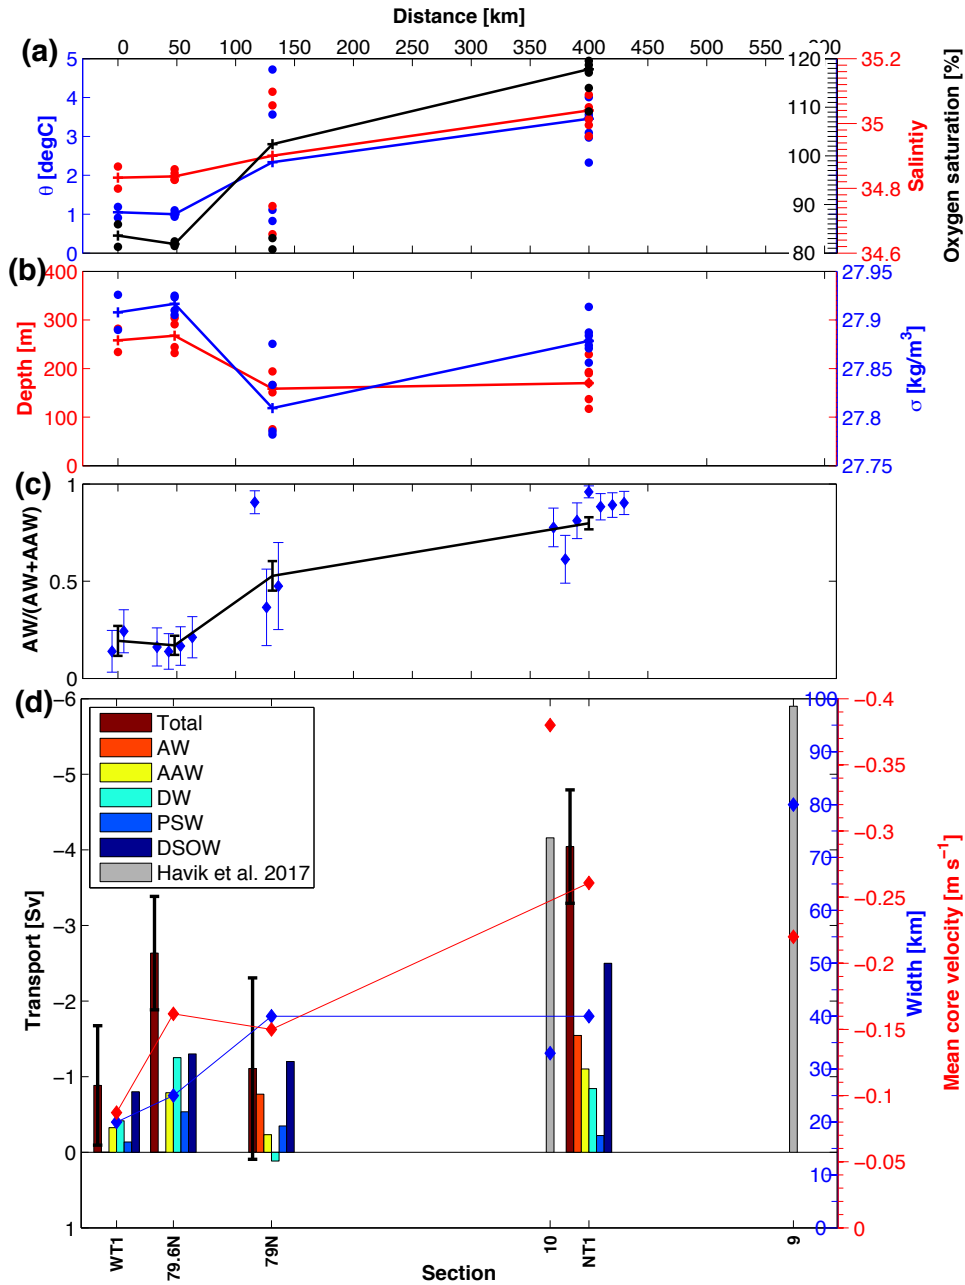 Distance [km]
(a)
0 50 100 150 200 250 300 350 400 450 500 550 600
5
4
3
2
1
0
θ [degC]
120
110
100
90
80
35.2
35
34.8
34.6
Salintiy
Oxygen saturation [%]
(b)
400
300
200
100
0
Depth [m]
27.95
27.9
27.85
27.8
27.75
σ [kg/m³]
(c)
1
0.5
0
AW/(AW+AAW)
(d)
−6
−5
−4
−3
−2
−1
0
1
Transport [Sv]
Total
AW
AAW
DW
PSW
DSOW
Havik et al. 2017
100
90
80
70
60
50
40
30
20
10
0
Width [km]
−0.4
−0.35
−0.3
−0.25
−0.2
−0.15
−0.1
−0.05
0
Mean core velocity [m s⁻¹]
WT1
79.6N
79N
10
NT1
9
Section